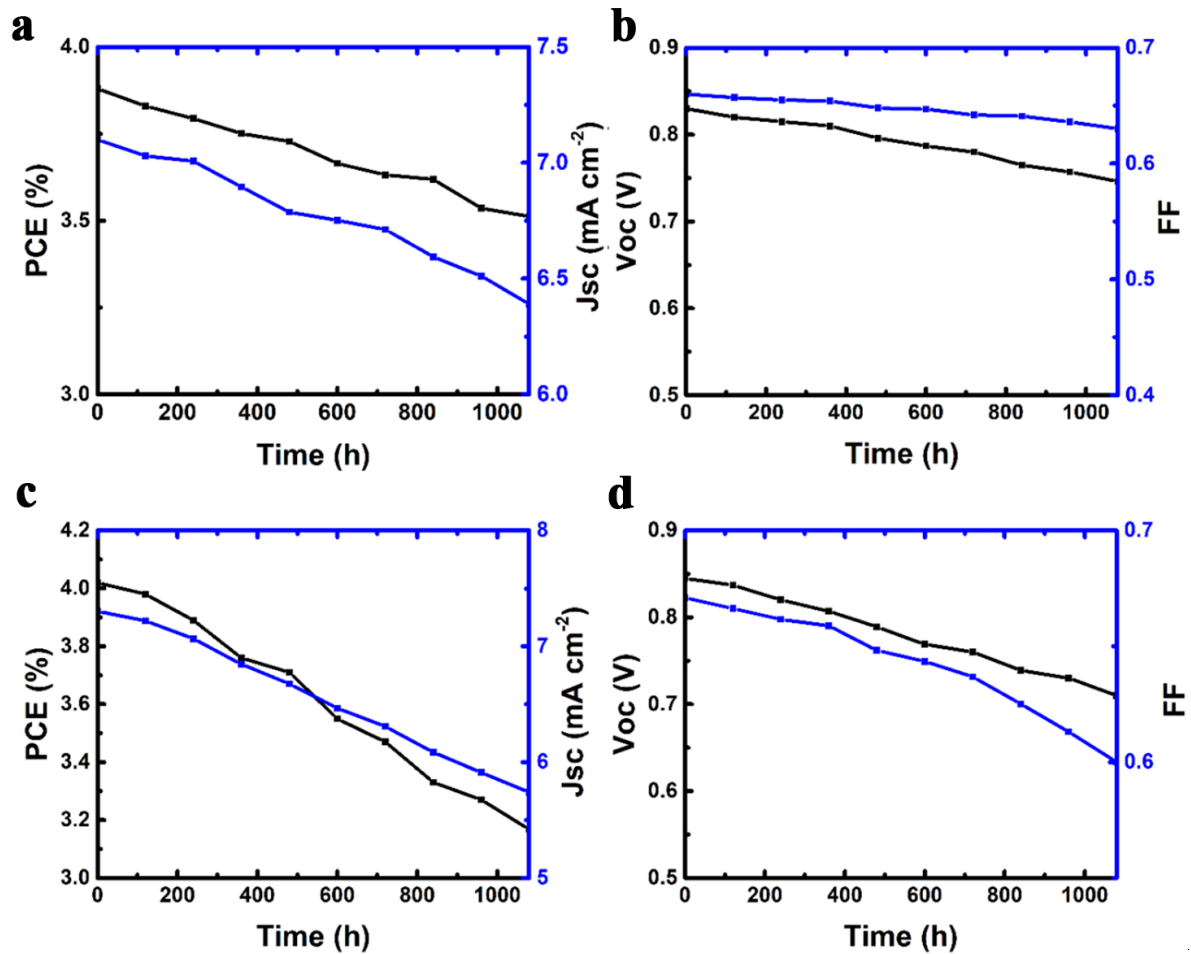 a
4.0
3.5
3.0
PCE (%)
7.5
7.0
6.5
6.0
Jsc (mA cm-2)
0 200 400 600 800 1000
Time (h)
b
0.9
0.8
0.7
0.6
0.5
Voc (V)
0.7
0.6
0.5
0.4
FF
0 200 400 600 800 1000
Time (h)
c
4.2
4.0
3.8
3.6
3.4
3.2
3.0
PCE (%)
8
7
6
5
Jsc (mA cm-2)
0 200 400 600 800 1000
Time (h)
d
0.9
0.8
0.7
0.6
0.5
Voc (V)
0.7
0.6
FF
0 200 400 600 800 1000
Time (h)